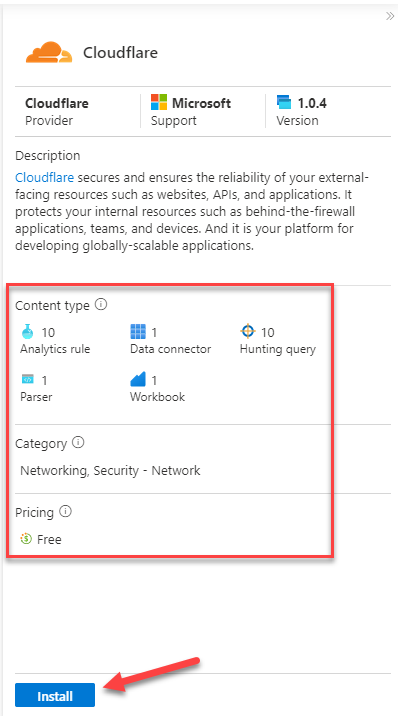 Cloudflare
Cloudflare Microsoft 1.0.4
Provider Support Version
Description
Cloudflare secures and ensures the reliability of your external-
facing resources such as websites, APIs, and applications. It
protects your internal resources such as behind-the-firewall
applications, teams, and devices. And it is your platform for
developing globally-scalable applications.
Content type
10 1 10
Analytics rule Data connector Hunting query
1 1
Parser Workbook
Category
Networking, Security - Network
Pricing
Free
Install